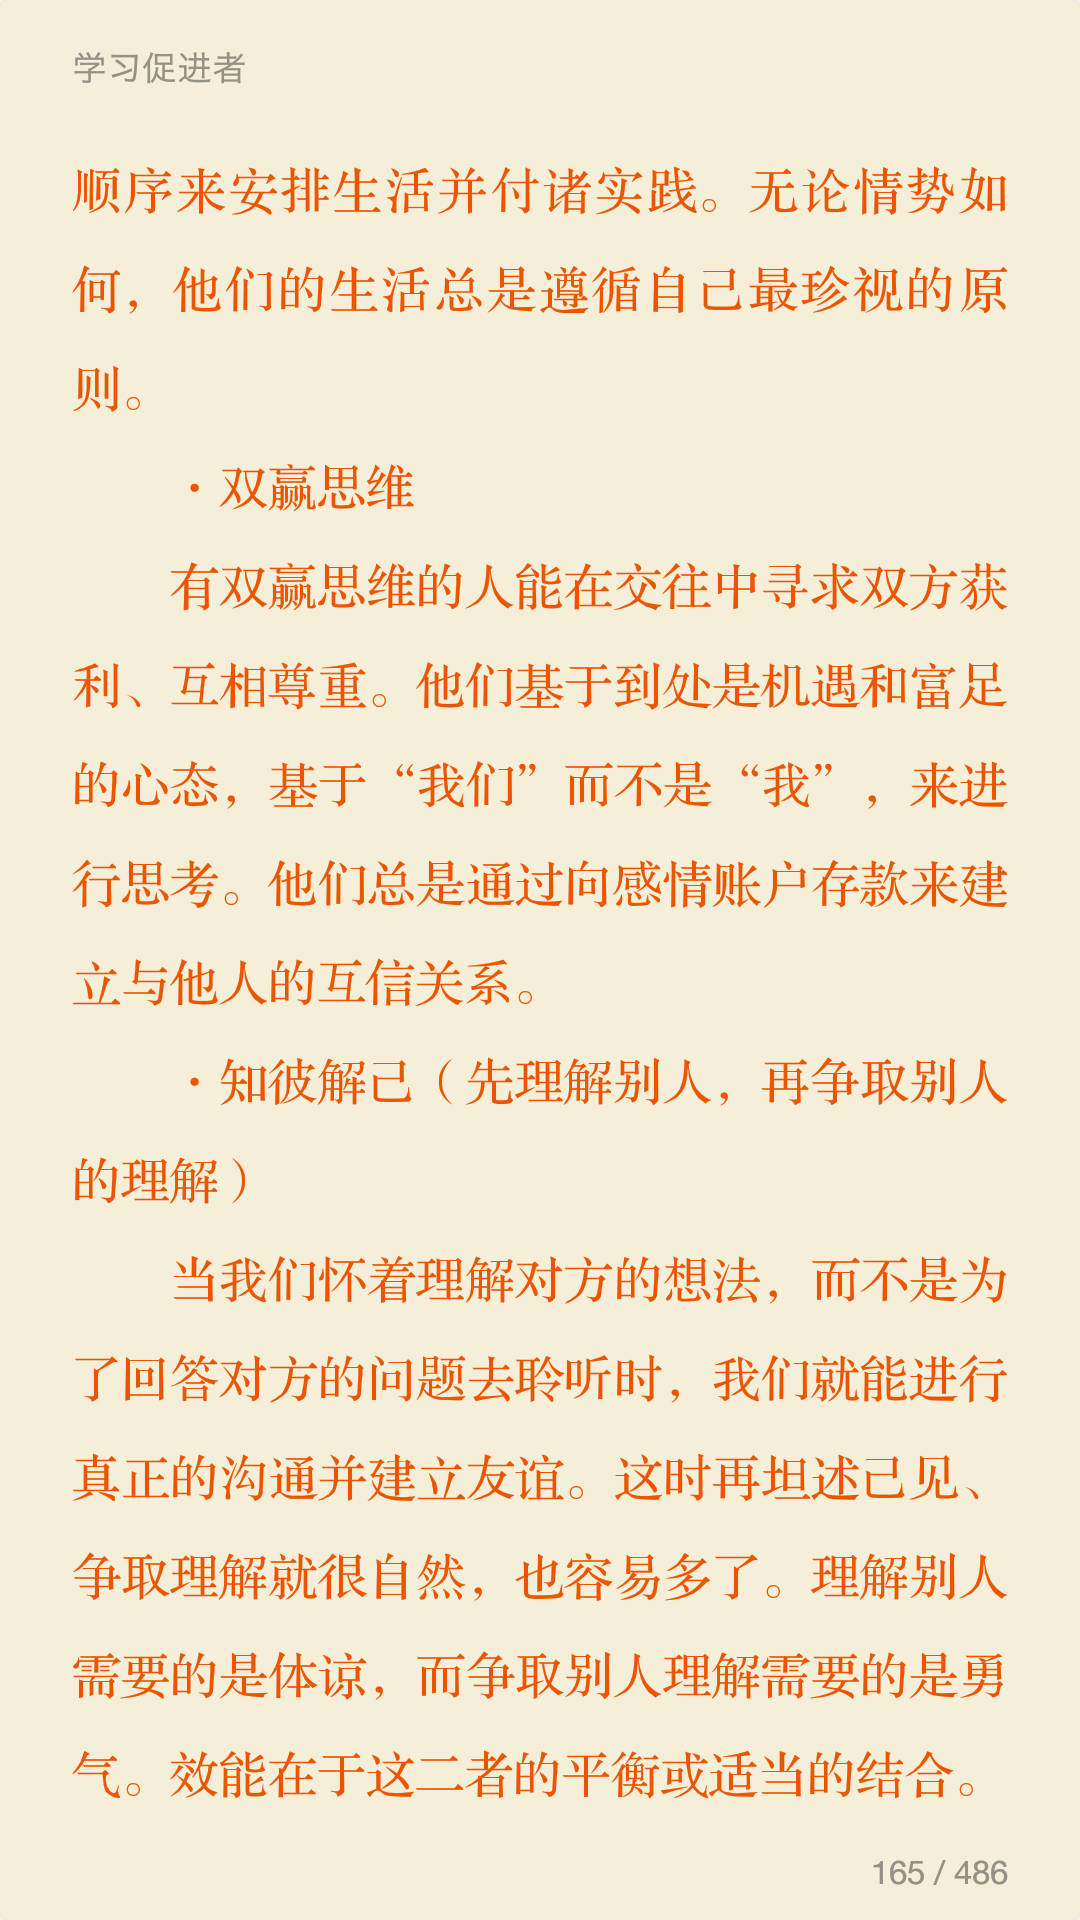 学习促进者
顺序来安排生活并付诸实践。无论情势如
何，他们的生活总是遵循自己最珍视的原
则。
·双赢思维
有双赢思维的人能在交往中寻求双方获
利、互相尊重。他们基于到处是机遇和富足
的心态，基于“我们”而不是“我”，来进
行思考。他们总是通过向感情账户存款来建
立与他人的互信关系。
·知彼解己（先理解别人，再争取别人
的理解）
当我们怀着理解对方的想法，而不是为
了回答对方的问题去聆听时，我们就能进行
真正的沟通并建立友谊。这时再坦述己见、
争取理解就很自然，也容易多了。理解别人
需要的是体谅，而争取别人理解需要的是勇
气。效能在于这二者的平衡或适当的结合。
165 / 486